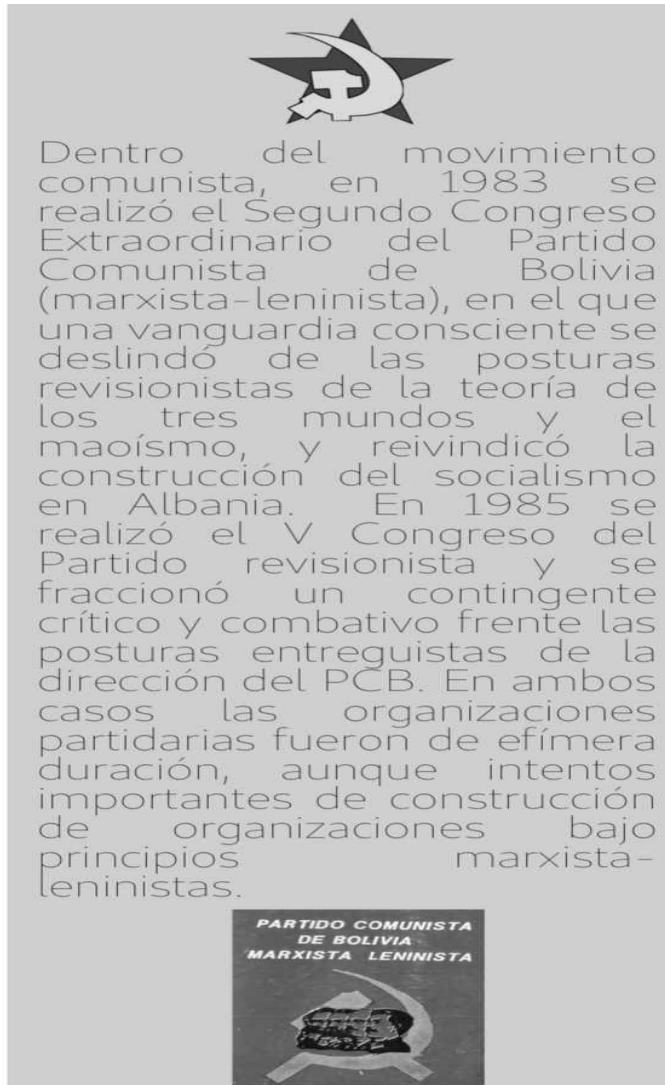 Dentro del movimiento
comunista, en 1983 se
realizó el Segundo Congreso
Extraordinario del Partido
Comunista de Bolivia
(marxista-leninista), en el que
una vanguardia consciente se
deslindó de las posturas
revisionistas de la teoría de
los tres mundos y el
maoísmo, y reivindicó la
construcción del socialismo
en Albania. En 1985 se
realizó el V Congreso del
Partido revisionista y se
fraccionó un contingente
crítico y combativo frente las
posturas entreguistas de la
dirección del PCB. En ambos
casos las organizaciones
partidarias fueron de efímera
duración, aunque intentos
importantes de construcción
de organizaciones bajo
principios marxista-
leninistas.
PARTIDO COMUNISTA
DE BOLIVIA
MARXISTA LENINISTA